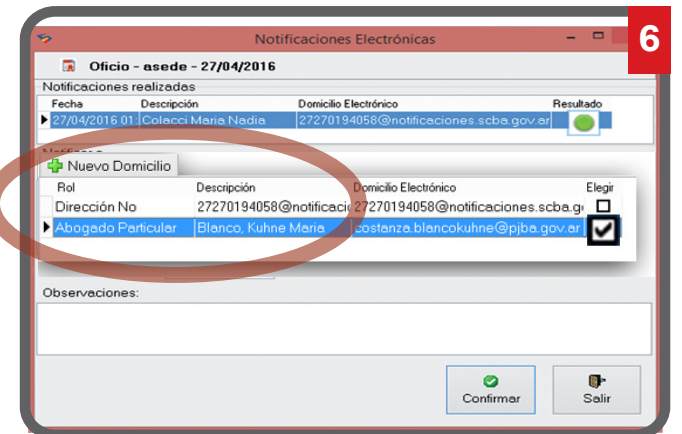 Notificaciones Electrónicas
6
Oficio - asede - 27/04/2016
Notificaciones realizadas
Fecha Descripción Domicilio Electrónico Resultado
27/04/2016 01: Colacci Maria Nadia 27270194058@notificaciones.scba.gov.ar
Nuevo Domicilio
Rol Descripción Domicilio Electrónico Elegir
Dirección No 27270194058@notificaci 27270194058@notificaciones.scba.g
Abogado Particular Blanco, Kuhne Maria costanza.blancokuhne@pjba.gov.ar
Observaciones:
Confirmar Salir